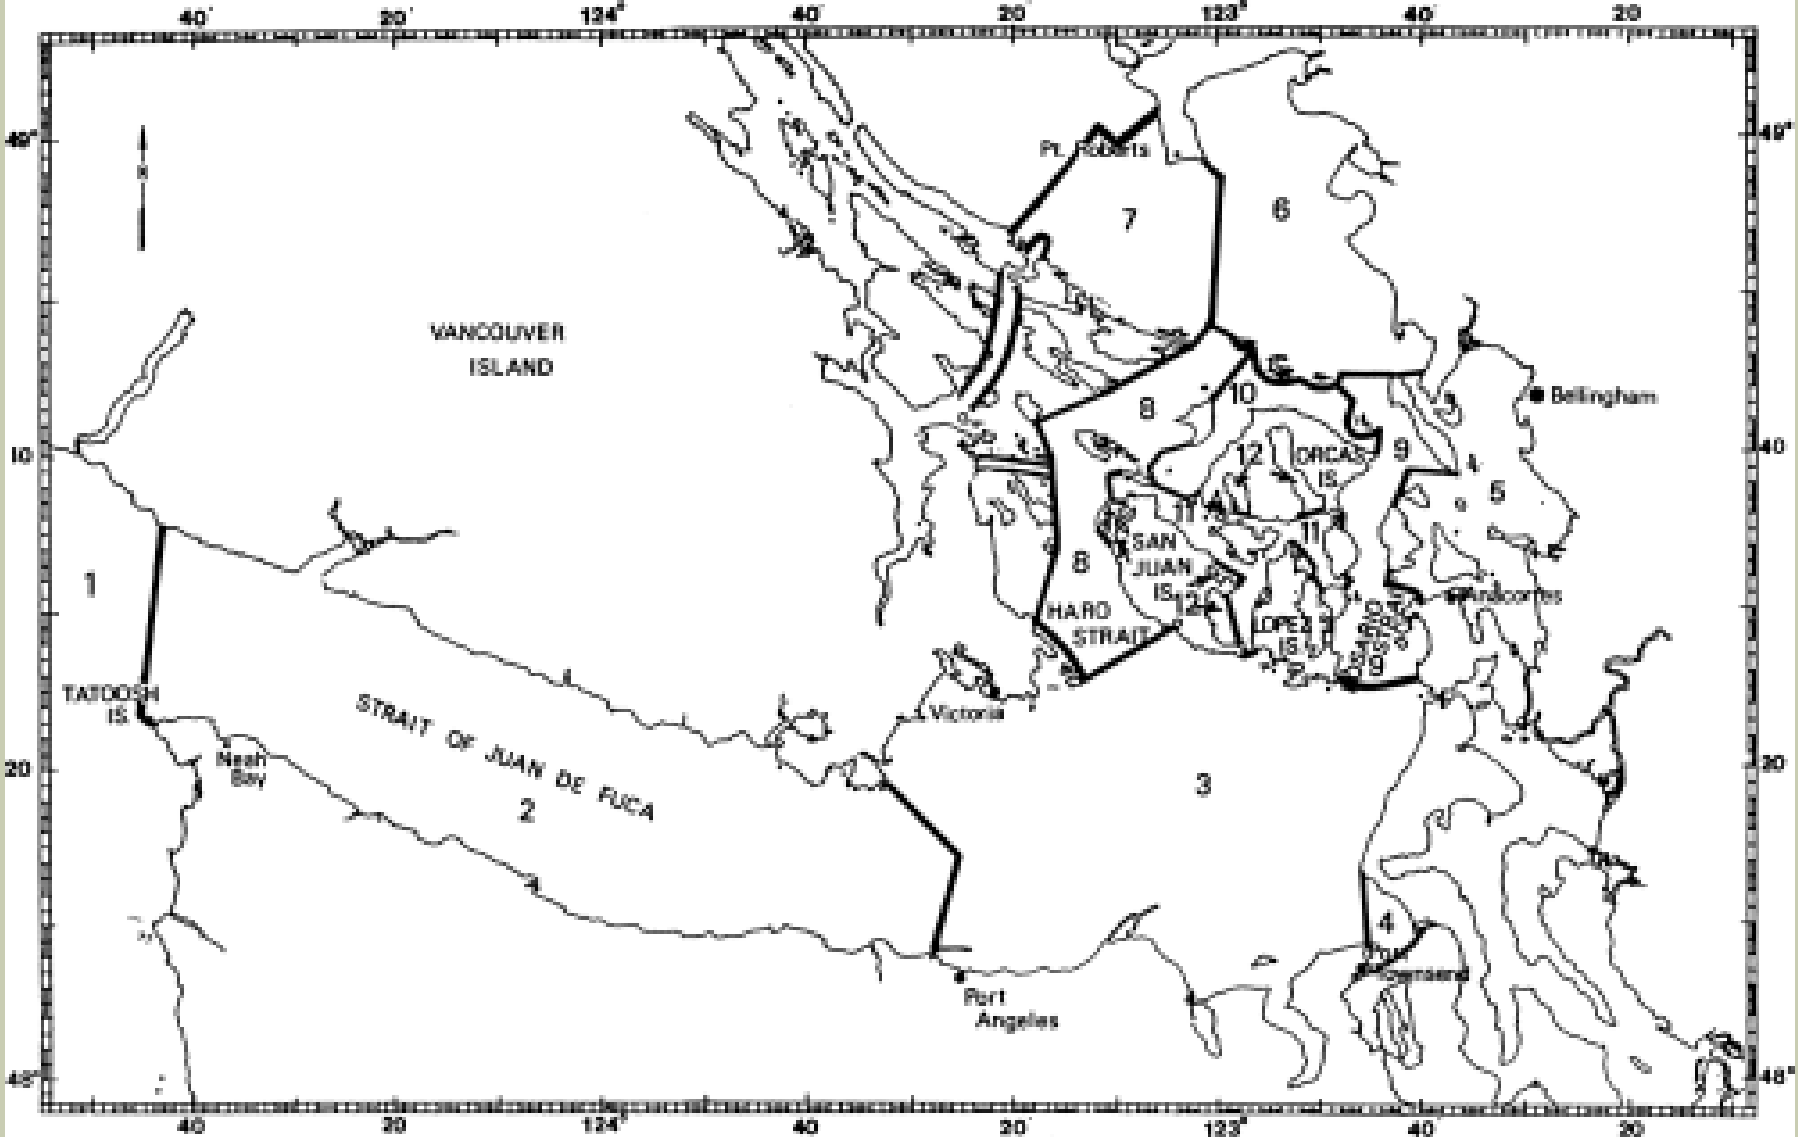 40' 20' 124° 40' 20' 123° 40' 20
49° 49°
N
Pt. Roberts
7 6
VANCOUVER
ISLAND
10 Bellingham
8
12 ORCAS 9
IS.
10 40
5
11 11
SAN
JUAN
IS.
8
1
Anacortes
12
HARO
STRAIT
LOPEZ
IS.
9
TATOOSH
IS.
Victoria
STRAIT OF JUAN DE FUCA
Neah
Bay
20 20
2 3
4
Townsend
Port
Angeles
48° 48°
40' 20 124° 40 20 123° 40 20